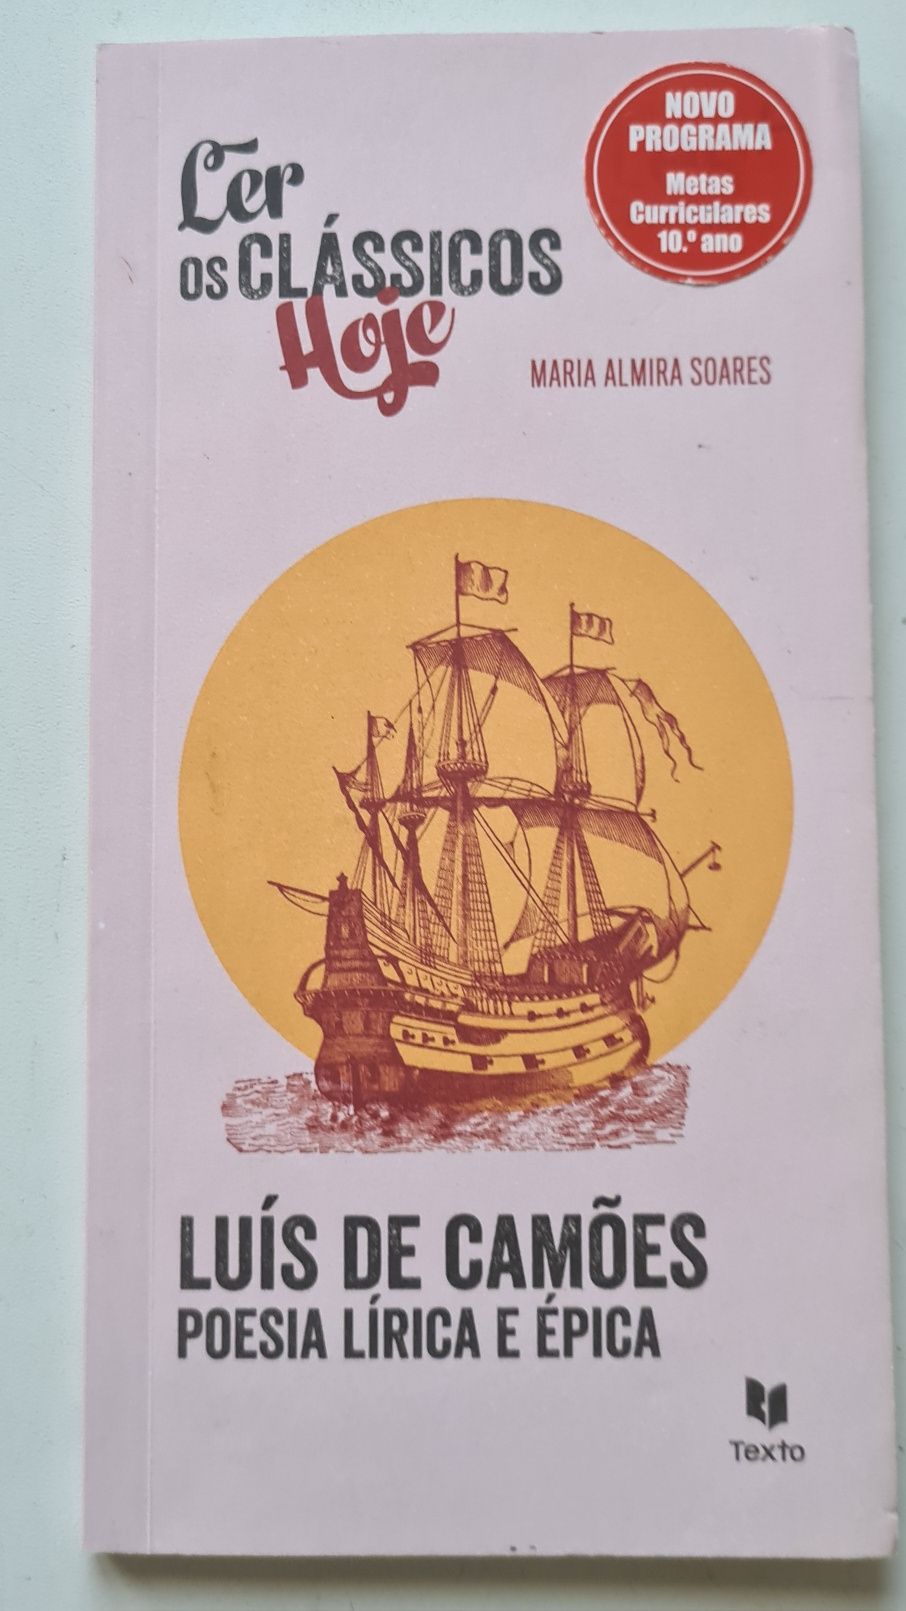 Ler
OS CLÁSSICOS
Hoje
NOVO
PROGRAMA
Metas
Curriculares
10.º ano
MARIA ALMIRA SOARES
LUÍS DE CAMÕES
POESIA LÍRICA E ÉPICA
Texto